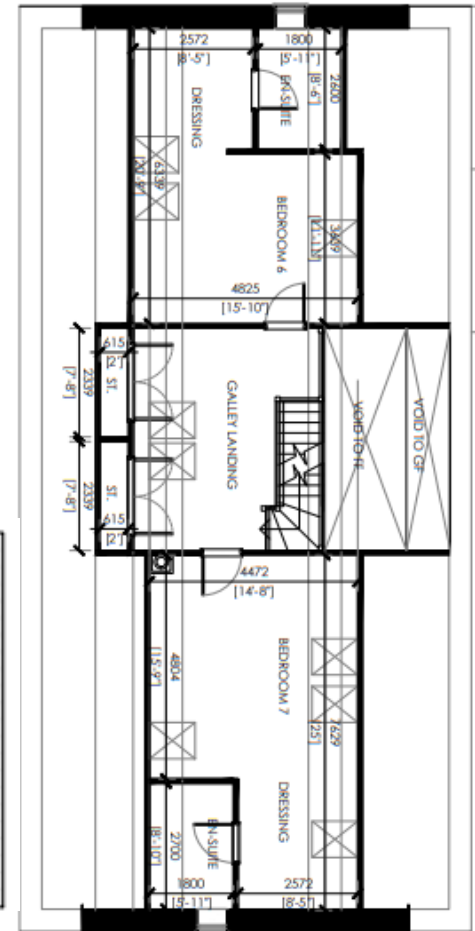 2572
[8'-5"]
1800
[5'-11"]
2600
[8'-6"]
EN-SUITE
DRESSING
6339
[20'-9"]
BEDROOM 6
3639
[11'-11"]
4825
[15'-10"]
615
[2']
ST.
2339
[7'-8"]
GALLEY LANDING
VOID TO FF
VOID TO GF
2339
[7'-8"]
ST.
615
[2']
4472
[14'-8"]
4804
[15'-9"]
BEDROOM 7
7629
[25']
DRESSING
EN-SUITE
2700
[8'-10"]
1800
[5'-11"]
2572
[8'-5"]